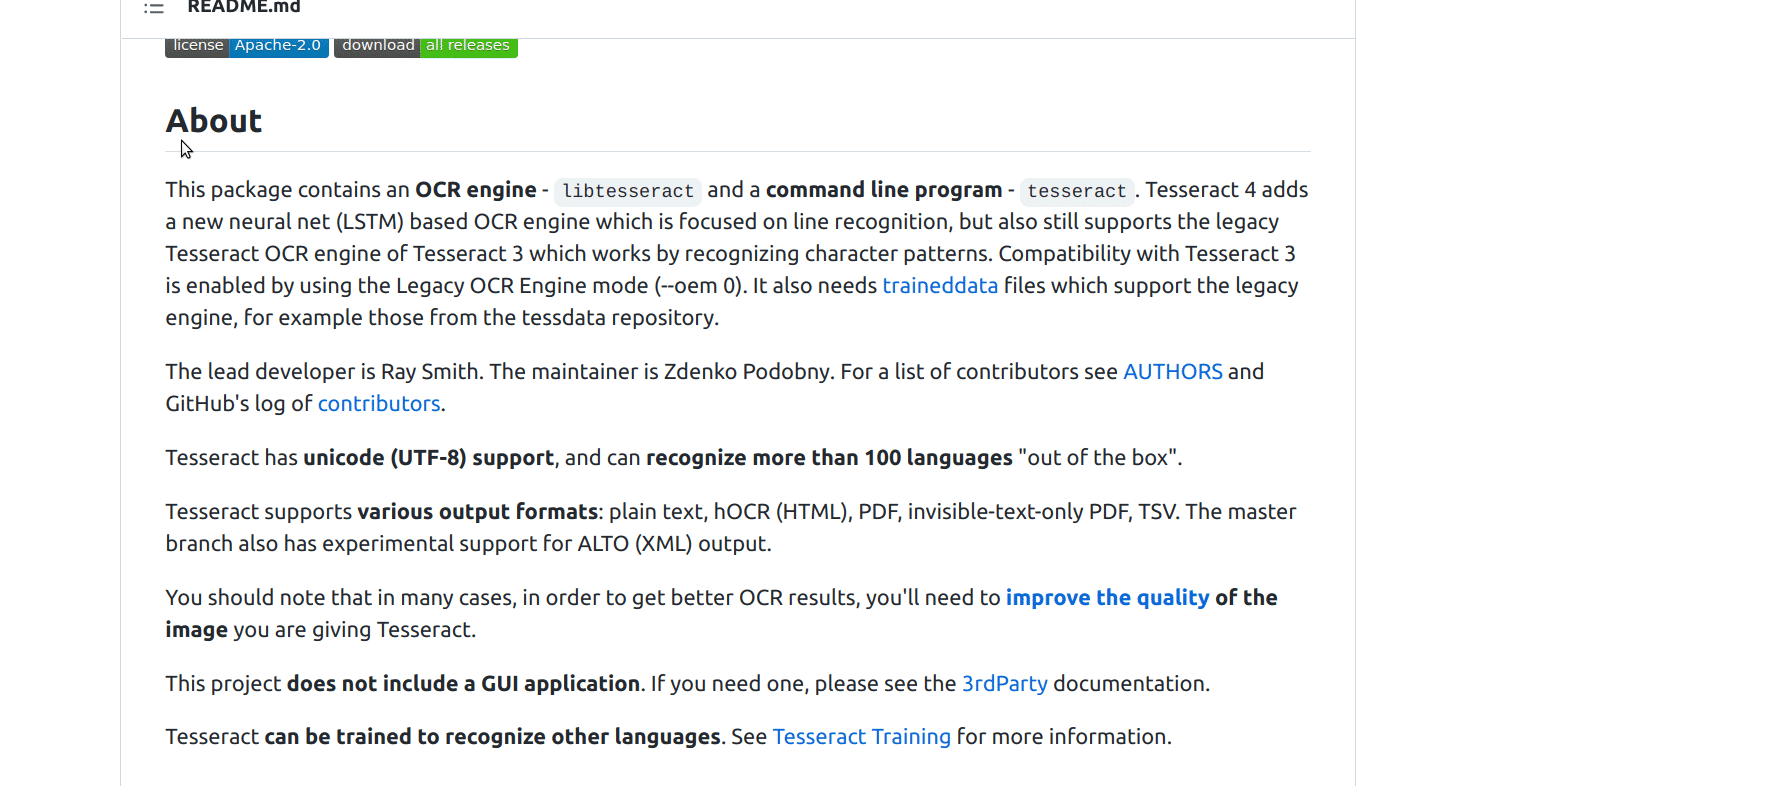 README.md
license Apache-2.0 download all releases
About
This package contains an OCR engine - libtesseract and a command line program - tesseract. Tesseract 4 adds
a new neural net (LSTM) based OCR engine which is focused on line recognition, but also still supports the legacy
Tesseract OCR engine of Tesseract 3 which works by recognizing character patterns. Compatibility with Tesseract 3
is enabled by using the Legacy OCR Engine mode (--oem 0). It also needs traineddata files which support the legacy
engine, for example those from the tessdata repository.
The lead developer is Ray Smith. The maintainer is Zdenko Podobny. For a list of contributors see AUTHORS and
GitHub's log of contributors.
Tesseract has unicode (UTF-8) support, and can recognize more than 100 languages "out of the box".
Tesseract supports various output formats: plain text, hOCR (HTML), PDF, invisible-text-only PDF, TSV. The master
branch also has experimental support for ALTO (XML) output.
You should note that in many cases, in order to get better OCR results, you'll need to improve the quality of the
image you are giving Tesseract.
This project does not include a GUI application. If you need one, please see the 3rdParty documentation.
Tesseract can be trained to recognize other languages. See Tesseract Training for more information.